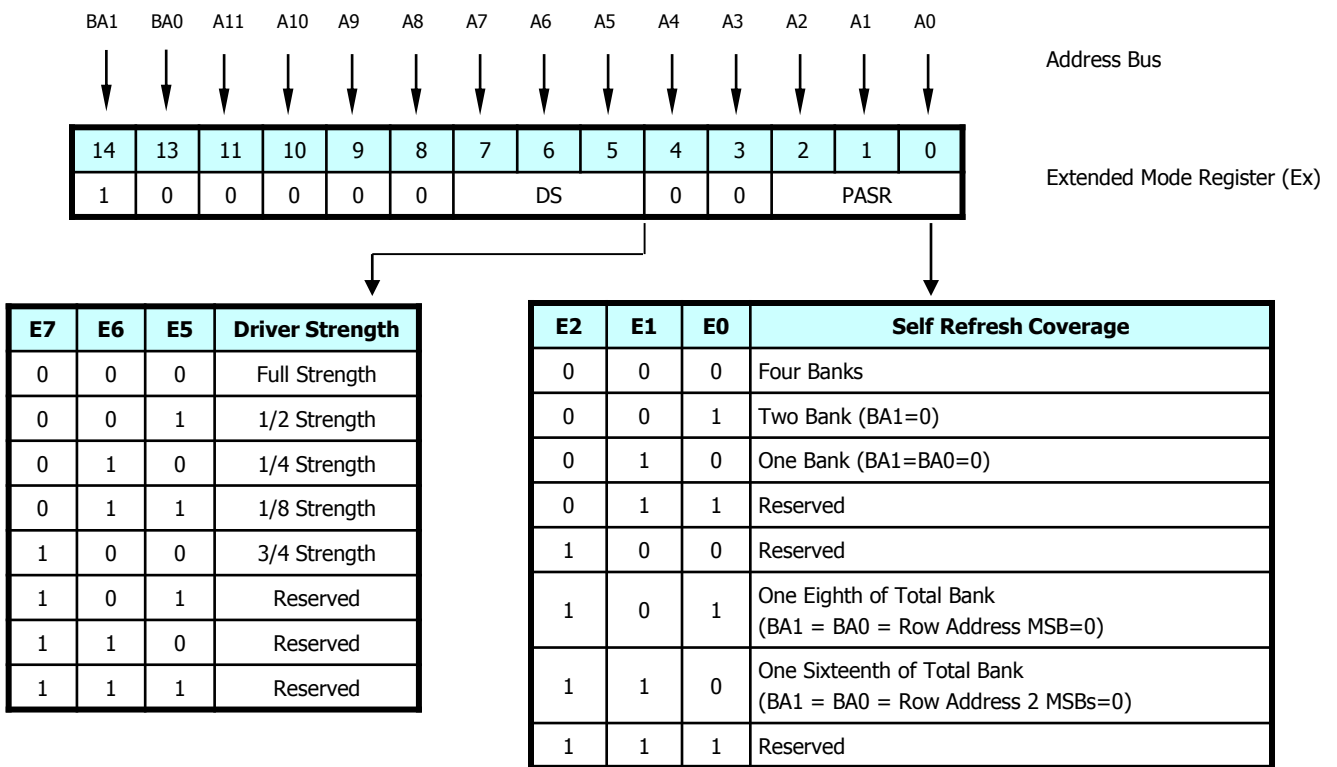 BA1 BA0 A11 A10 A9 A8 A7 A6 A5 A4 A3 A2 A1 A0
Address Bus
14 13 11 10 9 8 7 6 5 4 3 2 1 0
1 0 0 0 0 0 DS 0 0 PASR
Extended Mode Register (Ex)
E7 E6 E5 Driver Strength
0 0 0 Full Strength
0 0 1 1/2 Strength
0 1 0 1/4 Strength
0 1 1 1/8 Strength
1 0 0 3/4 Strength
1 0 1 Reserved
1 1 0 Reserved
1 1 1 Reserved
E2 E1 E0 Self Refresh Coverage
0 0 0 Four Banks
0 0 1 Two Bank (BA1=0)
0 1 0 One Bank (BA1=BA0=0)
0 1 1 Reserved
1 0 0 Reserved
1 0 1 One Eighth of Total Bank
(BA1 = BA0 = Row Address MSB=0)
1 1 0 One Sixteenth of Total Bank
(BA1 = BA0 = Row Address 2 MSBs=0)
1 1 1 Reserved